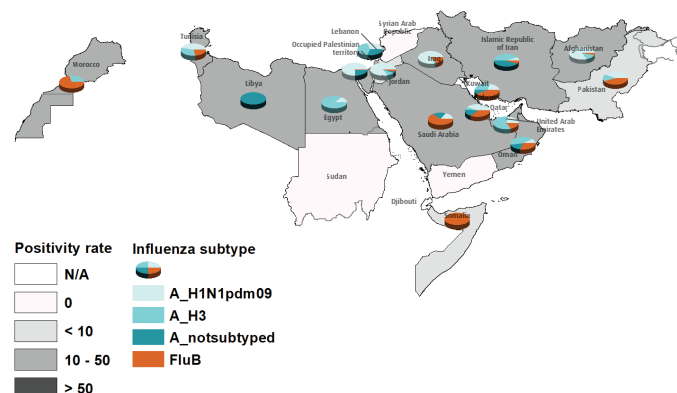 Tunisia
Lebanon
Syrian Arab
Republic
Occupied Palestinian
territory
Islamic Republic
of Iran
Afghanistan
Morocco
Iraq
Jordan
Libya
Egypt
Kuwait
Pakistan
Qatar
Saudi Arabia
United Arab
Emirates
Oman
Sudan
Yemen
Djibouti
Somalia
Positivity rate
N/A
0
< 10
10 - 50
> 50
Influenza subtype
A_H1N1pdm09
A_H3
A_notsubtyped
FluB